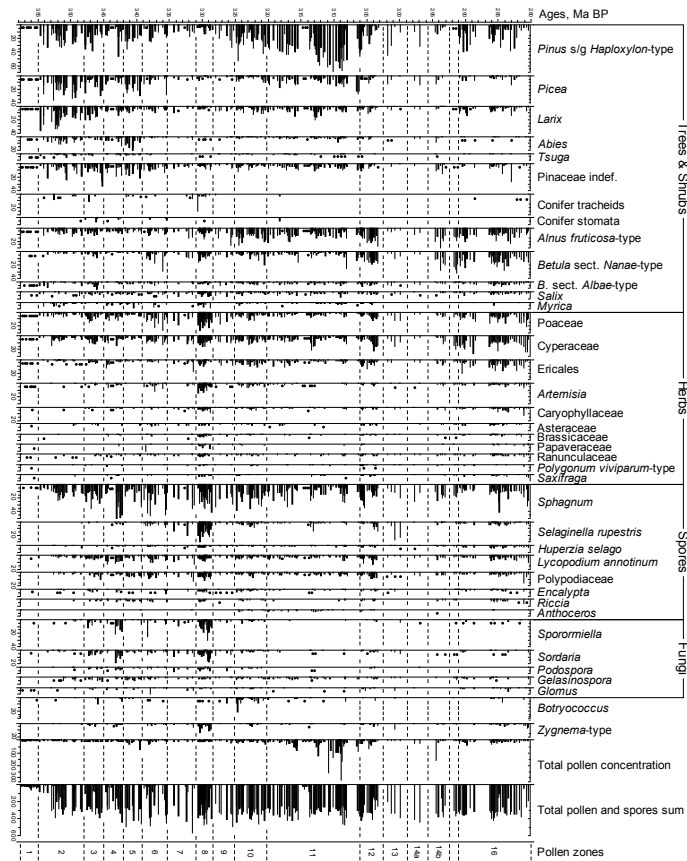 Ages, Ma BP
Pinus s/g Haploxylon-type
Picea
Larix
Abies
Tsuga
Pinaceae indef.
Conifer tracheids
Conifer stomata
Alnus fruticosa-type
Betula sect. Nanae-type
B. sect. Albae-type
Salix
Myrica
Trees & Shrubs
Poaceae
Cyperaceae
Ericales
Artemisia
Caryophyllaceae
Asteraceae
Brassicaceae
Papaveraceae
Ranunculaceae
Polygonum viviparum-type
Saxifraga
Herbs
Sphagnum
Selaginella rupestris
Huperzia selago
Lycopodium annotinum
Polypodiaceae
Encalypta
Riccia
Anthoceros
Spores
Sporormiella
Sordaria
Podospora
Gelasinospora
Glomus
Fungi
Botryococcus
Zygnema-type
Total pollen concentration
Total pollen and spores sum
1 2 3 4 5 6 7 8 9 10 11 12 13 14a 14b 16
Pollen zones